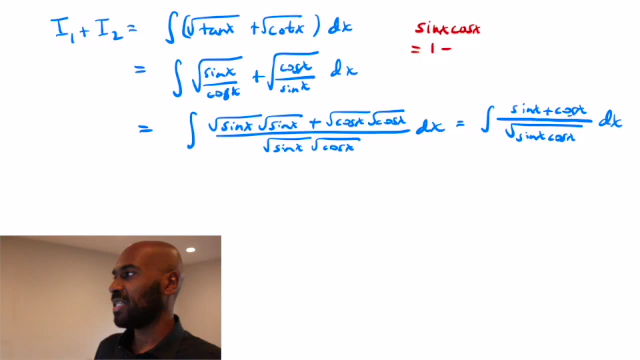 I₁ + I₂ = ∫(√tanx + √cotx) dx
= ∫ √(sinx/cosx) + √(cosx/sinx) dx
= ∫ (√sinx √sinx + √cosx √cosx)/(√sinx √cosx) dx = ∫ (sinx + cosx)/√(sinx cosx) dx
sinx cosx
= 1 −